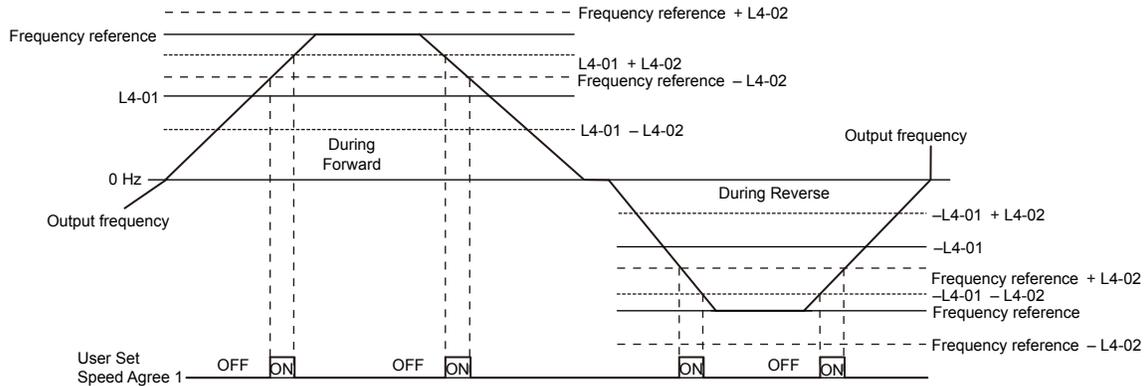 Frequency reference + L4-02
Frequency reference
L4-01 + L4-02
Frequency reference – L4-02
L4-01
L4-01 – L4-02
During
Forward
Output frequency
0 Hz
During Reverse
Output frequency
–L4-01 + L4-02
–L4-01
Frequency reference + L4-02
–L4-01 – L4-02
Frequency reference
Frequency reference – L4-02
User Set
Speed Agree 1
OFF
ON
OFF
ON
ON
OFF
ON